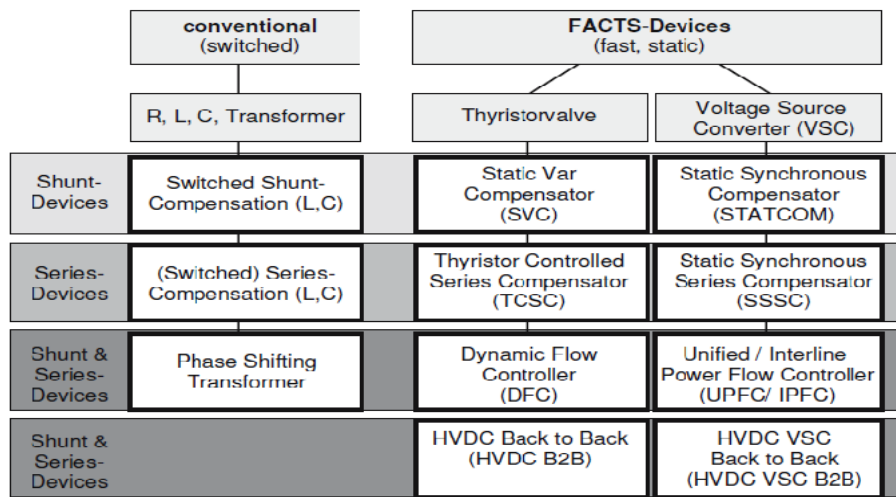 conventional
(switched)
FACTS-Devices
(fast, static)
R, L, C, Transformer
Thyristorvalve
Voltage Source
Converter (VSC)
Shunt-
Devices
Switched Shunt-
Compensation (L,C)
Static Var
Compensator
(SVC)
Static Synchronous
Compensator
(STATCOM)
Series-
Devices
(Switched) Series-
Compensation (L,C)
Thyristor Controlled
Series Compensator
(TCSC)
Static Synchronous
Series Compensator
(SSSC)
Shunt &
Series-
Devices
Phase Shifting
Transformer
Dynamic Flow
Controller
(DFC)
Unified / Interline
Power Flow Controller
(UPFC/ IPFC)
Shunt &
Series-
Devices
HVDC Back to Back
(HVDC B2B)
HVDC VSC
Back to Back
(HVDC VSC B2B)